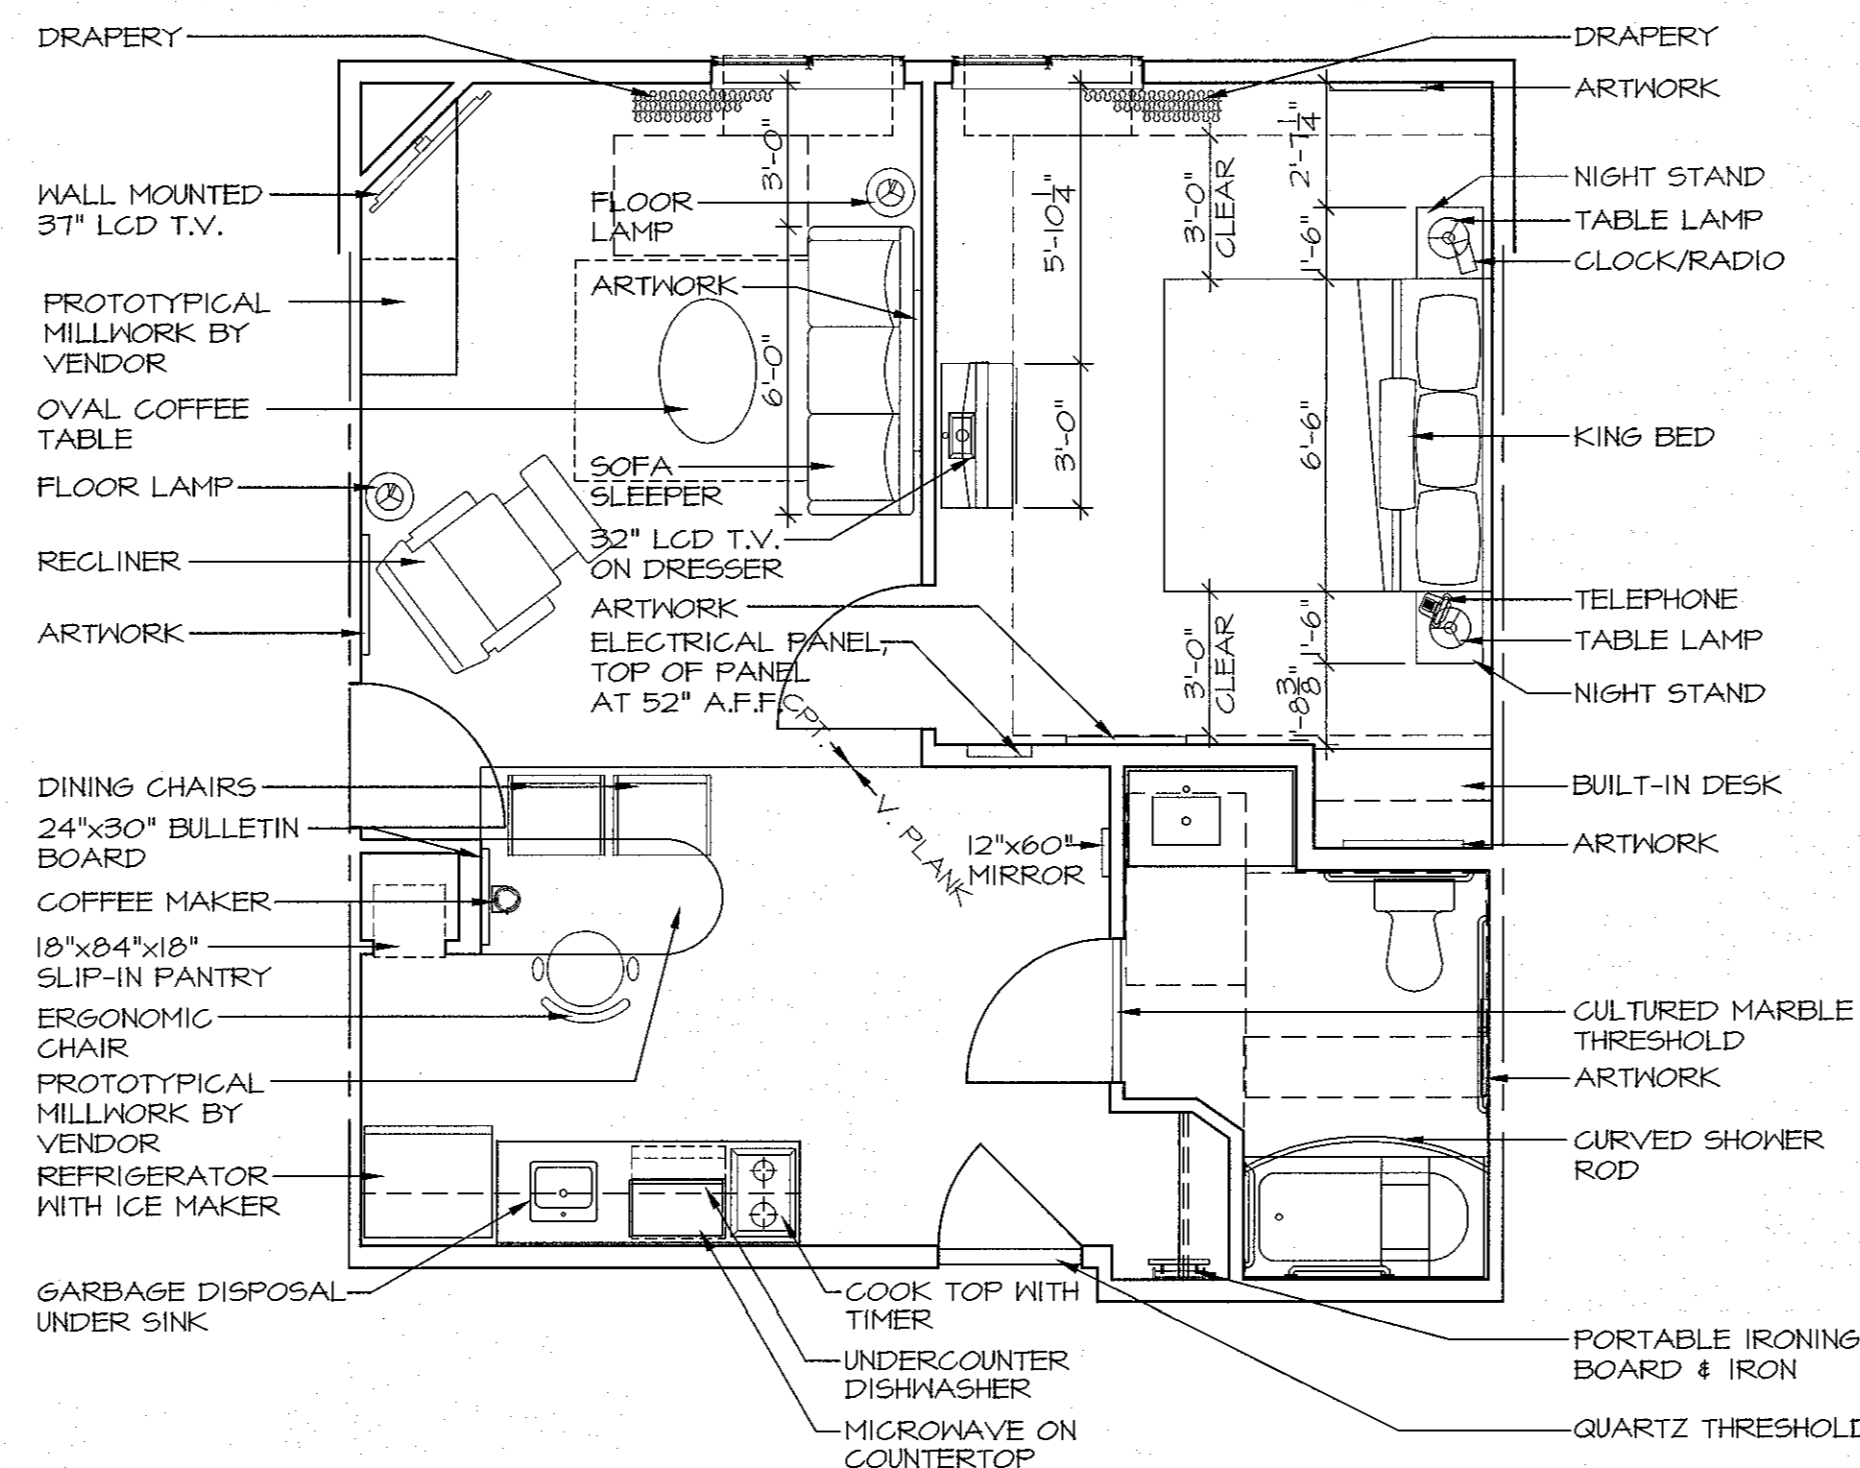 DRAPERY
WALL MOUNTED
37" LCD T.V.
PROTOTYPICAL
MILLWORK BY
VENDOR
OVAL COFFEE
TABLE
FLOOR LAMP
RECLINER
ARTWORK
DINING CHAIRS
24"x30" BULLETIN
BOARD
COFFEE MAKER
18"x84"x18"
SLIP-IN PANTRY
ERGONOMIC
CHAIR
PROTOTYPICAL
MILLWORK BY
VENDOR
REFRIGERATOR
WITH ICE MAKER
GARBAGE DISPOSAL
UNDER SINK
3'-0"
FLOOR
LAMP
ARTWORK
6'-0"
SOFA
SLEEPER
32" LCD T.V.
ON DRESSER
ARTWORK
ELECTRICAL PANEL,
TOP OF PANEL
AT 52" A.F.F.
CPT.
V. PLANK
12"x60"
MIRROR
5'-10 1/4"
3'-0"
3'-0"
CLEAR
3'-0"
CLEAR
2'-7 1/4"
1'-6"
6'-6"
1'-6"
1'-8 3/8"
COOK TOP WITH
TIMER
UNDERCOUNTER
DISHWASHER
MICROWAVE ON
COUNTERTOP
DRAPERY
ARTWORK
NIGHT STAND
TABLE LAMP
CLOCK/RADIO
KING BED
TELEPHONE
TABLE LAMP
NIGHT STAND
BUILT-IN DESK
ARTWORK
CULTURED MARBLE
THRESHOLD
ARTWORK
CURVED SHOWER
ROD
PORTABLE IRONING
BOARD & IRON
QUARTZ THRESHOLD